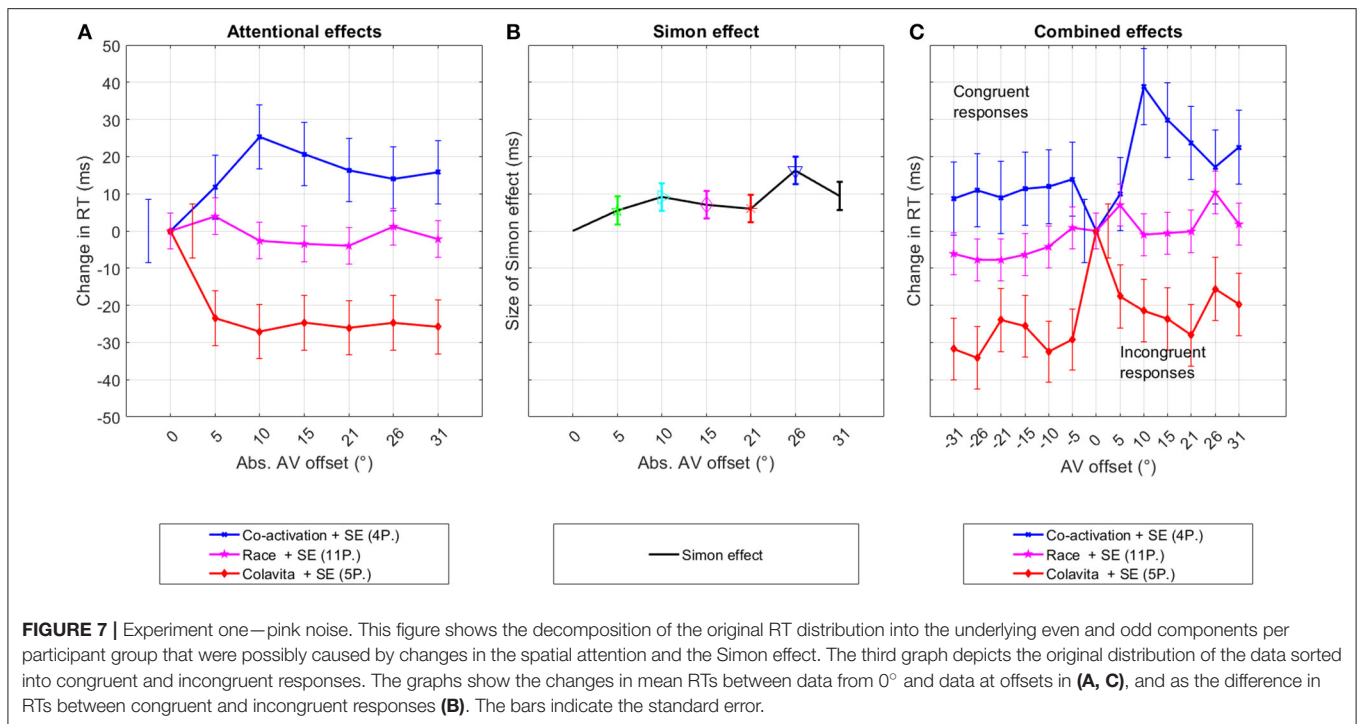 A
Attentional effects
50
40
30
20
10
0
-10
-20
-30
-40
-50
Change in RT (ms)
0
5
10
15
21
26
31
Abs. AV offset (°)
Co-activation + SE (4P.)
Race + SE (11P.)
Colavita + SE (5P.)
B
Simon effect
Size of Simon effect (ms)
0
5
10
15
21
26
31
Abs. AV offset (°)
Simon effect
C
Combined effects
Congruent
responses
Change in RT (ms)
Incongruent
responses
-31
-26
-21
-15
-10
-5
0
5
10
15
21
26
31
AV offset (°)
Co-activation + SE (4P.)
Race + SE (11P.)
Colavita + SE (5P.)
FIGURE 7 | Experiment one—pink noise. This figure shows the decomposition of the original RT distribution into the underlying even and odd components per
participant group that were possibly caused by changes in the spatial attention and the Simon effect. The third graph depicts the original distribution of the data sorted
into congruent and incongruent responses. The graphs show the changes in mean RTs between data from 0° and data at offsets in (A, C), and as the difference in
RTs between congruent and incongruent responses (B). The bars indicate the standard error.